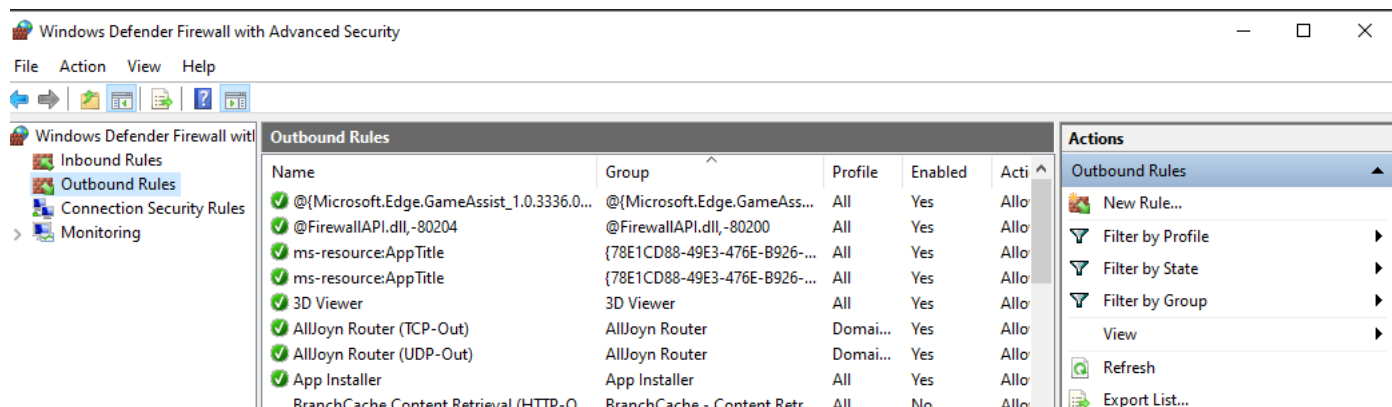 Windows Defender Firewall with Advanced Security
File Action View Help
Windows Defender Firewall witl
Inbound Rules
Outbound Rules
Connection Security Rules
Monitoring
Outbound Rules
Name Group Profile Enabled Acti
@{Microsoft.Edge.GameAssist_1.0.3336.0... @{Microsoft.Edge.GameAss... All Yes Allo
@FirewallAPI.dll,-80204 @FirewallAPI.dll,-80200 All Yes Allo
ms-resource:AppTitle {78E1CD88-49E3-476E-B926-... All Yes Allo
ms-resource:AppTitle {78E1CD88-49E3-476E-B926-... All Yes Allo
3D Viewer 3D Viewer All Yes Allo
AllJoyn Router (TCP-Out) AllJoyn Router Domai... Yes Allo
AllJoyn Router (UDP-Out) AllJoyn Router Domai... Yes Allo
App Installer App Installer All Yes Allo
BranchCache Content Retrieval (HTTP-O... BranchCache - Content Retr... All No Allo
Actions
Outbound Rules
New Rule...
Filter by Profile
Filter by State
Filter by Group
View
Refresh
Export List...